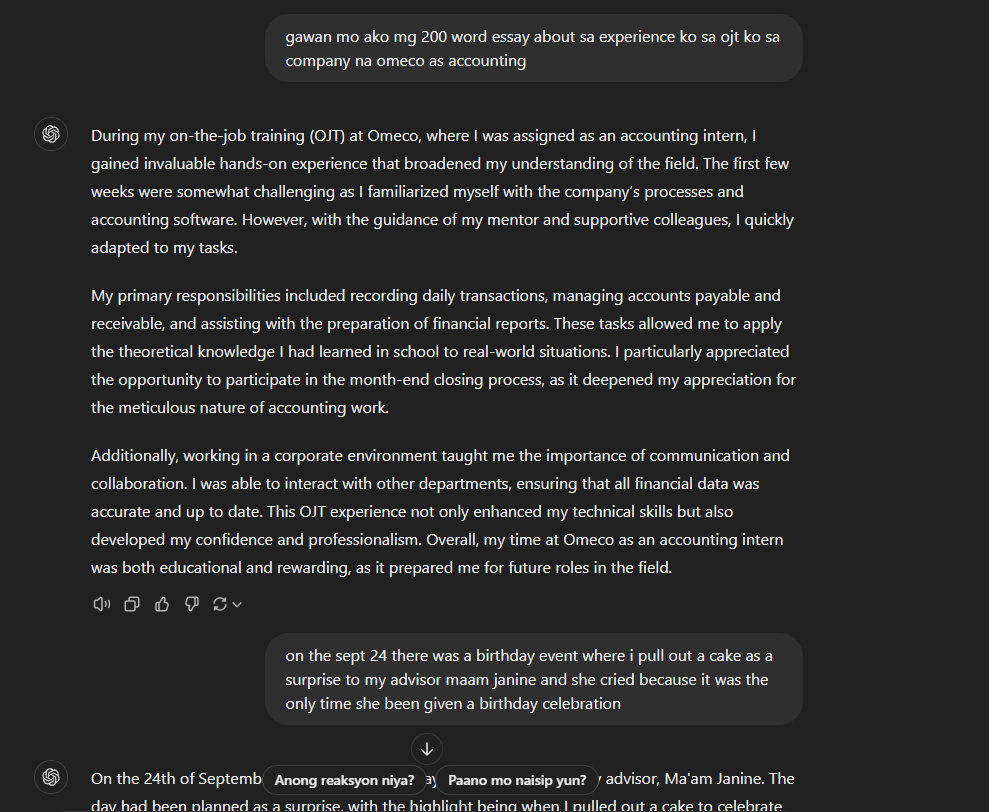 gawan mo ako mg 200 word essay about sa experience ko sa ojt ko sa
company na omeco as accounting
During my on-the-job training (OJT) at Omeco, where I was assigned as an accounting intern, I
gained invaluable hands-on experience that broadened my understanding of the field. The first few
weeks were somewhat challenging as I familiarized myself with the company's processes and
accounting software. However, with the guidance of my mentor and supportive colleagues, I quickly
adapted to my tasks.
My primary responsibilities included recording daily transactions, managing accounts payable and
receivable, and assisting with the preparation of financial reports. These tasks allowed me to apply
the theoretical knowledge I had learned in school to real-world situations. I particularly appreciated
the opportunity to participate in the month-end closing process, as it deepened my appreciation for
the meticulous nature of accounting work.
Additionally, working in a corporate environment taught me the importance of communication and
collaboration. I was able to interact with other departments, ensuring that all financial data was
accurate and up to date. This OJT experience not only enhanced my technical skills but also
developed my confidence and professionalism. Overall, my time at Omeco as an accounting intern
was both educational and rewarding, as it prepared me for future roles in the field.
on the sept 24 there was a birthday event where i pull out a cake as a
surprise to my advisor maam janine and she cried because it was the
only time she been given a birthday celebration
On the 24th of Septemb Anong reaksyon niya? Paano mo naisip yun? advisor, Ma'am Janine. The
day had been planned as a surprise, with the highlight being when I pulled out a cake to celebrate